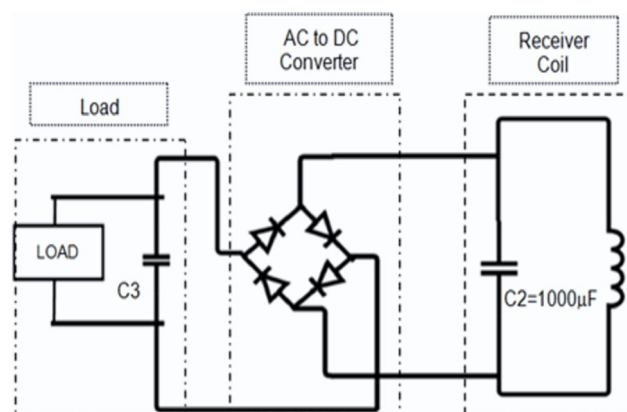 AC to DC
Converter
Receiver
Coil
Load
LOAD
C3
C2=1000μF